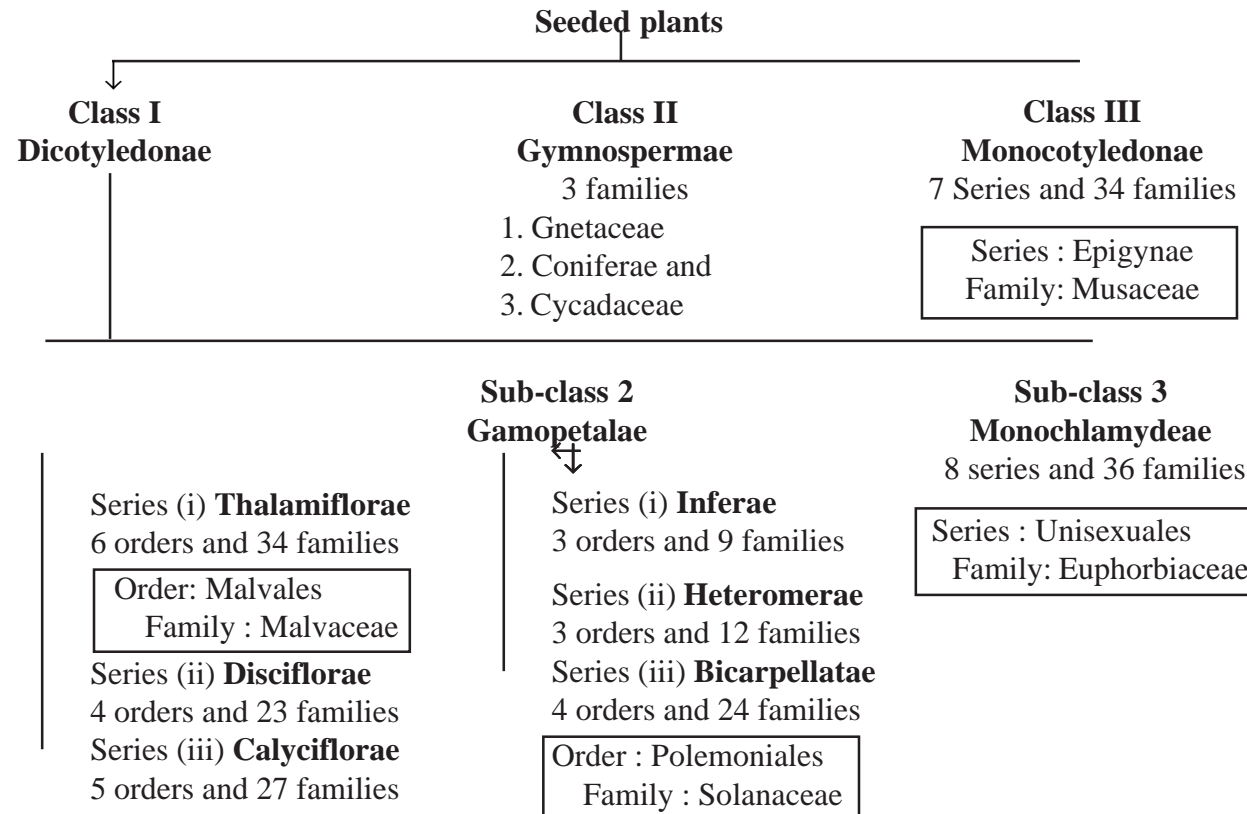 Seeded plants
Class I
Dicotyledonae
Class II
Gymnospermae
3 families
1. Gnetaceae
2. Coniferae and
3. Cycadaceae
Class III
Monocotyledonae
7 Series and 34 families
Series : Epigynae
Family: Musaceae
Series (i) Thalamiflorae
6 orders and 34 families
Order: Malvales
Family : Malvaceae
Series (ii) Disciflorae
4 orders and 23 families
Series (iii) Calyciflorae
5 orders and 27 families
Sub-class 2
Gamopetalae
Series (i) Inferae
3 orders and 9 families
Series (ii) Heteromerae
3 orders and 12 families
Series (iii) Bicarpellatae
4 orders and 24 families
Order : Polemoniales
Family : Solanaceae
Sub-class 3
Monochlamydeae
8 series and 36 families
Series : Unisexuales
Family: Euphorbiaceae